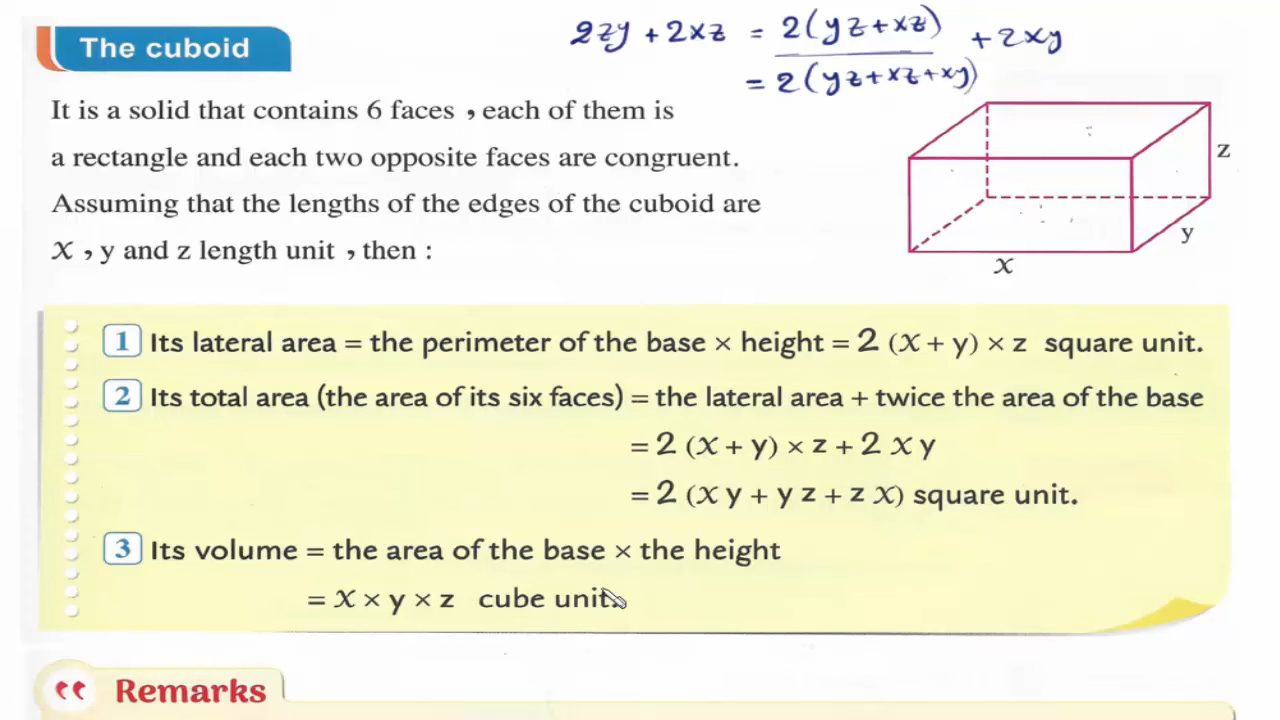 The cuboid
2zy + 2xz = 2(yz+xz) + 2xy
= 2(yz+xz+xy)
It is a solid that contains 6 faces , each of them is
a rectangle and each two opposite faces are congruent.
Assuming that the lengths of the edges of the cuboid are
x , y and z length unit , then :
z
y
x
1 Its lateral area = the perimeter of the base × height = 2 (x + y) × z square unit.
2 Its total area (the area of its six faces) = the lateral area + twice the area of the base
= 2 (x + y) × z + 2 x y
= 2 (x y + y z + z x) square unit.
3 Its volume = the area of the base × the height
= x × y × z cube unit.
Remarks